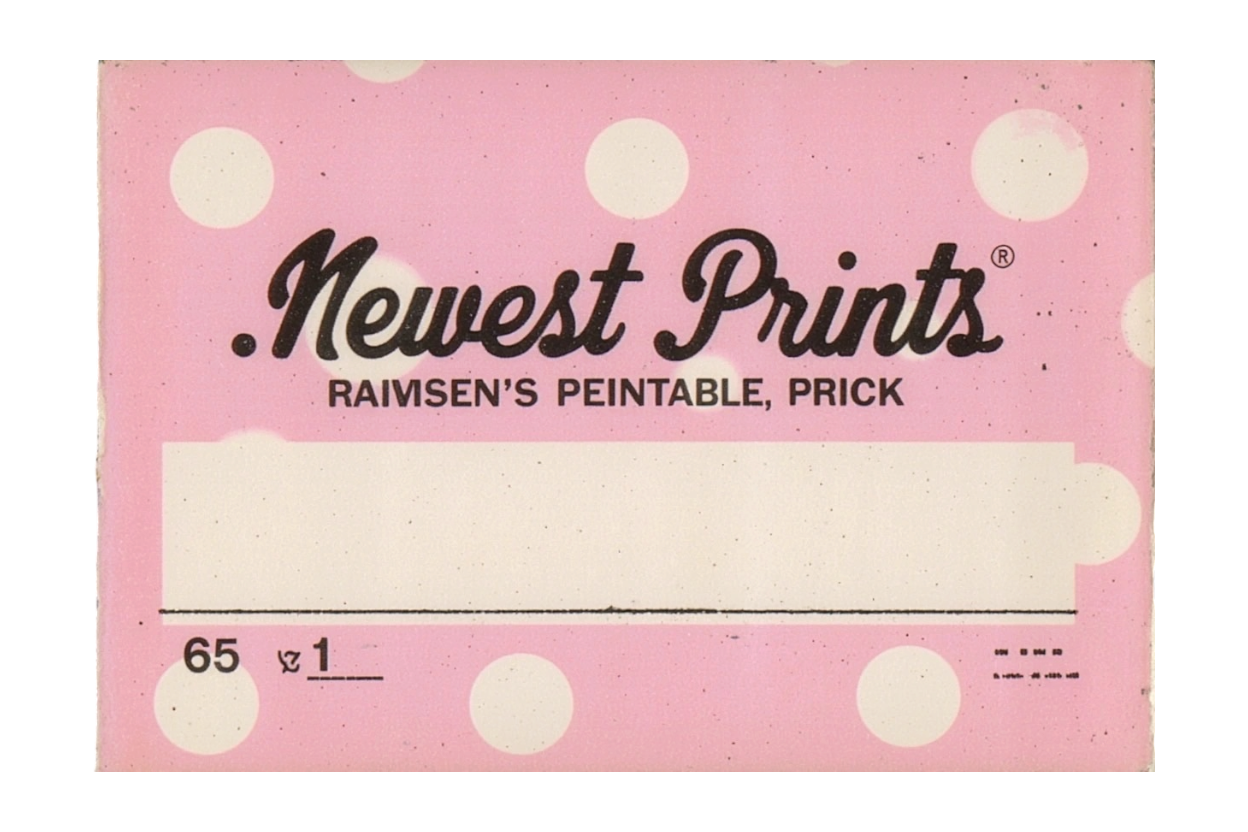 .Newest Prints®
RAIMSEN'S PEINTABLE, PRICK
65 1